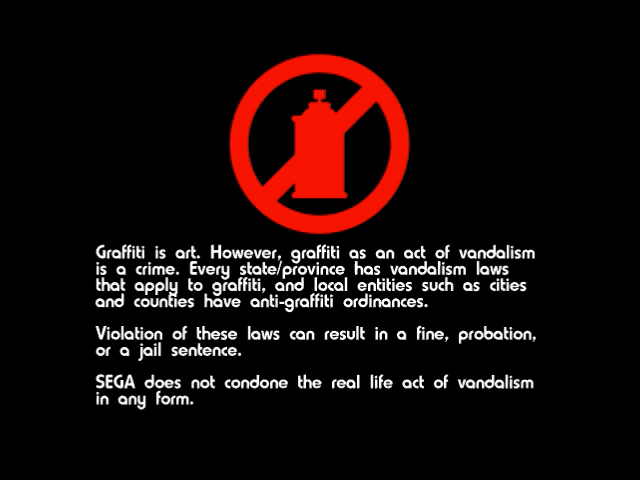 Graffiti is art. However, graffiti as an act of vandalism
is a crime. Every state/province has vandalism laws
that apply to graffiti, and local entities such as cities
and counties have anti-graffiti ordinances.
Violation of these laws can result in a fine, probation,
or a jail sentence.
SEGA does not condone the real life act of vandalism
in any form.